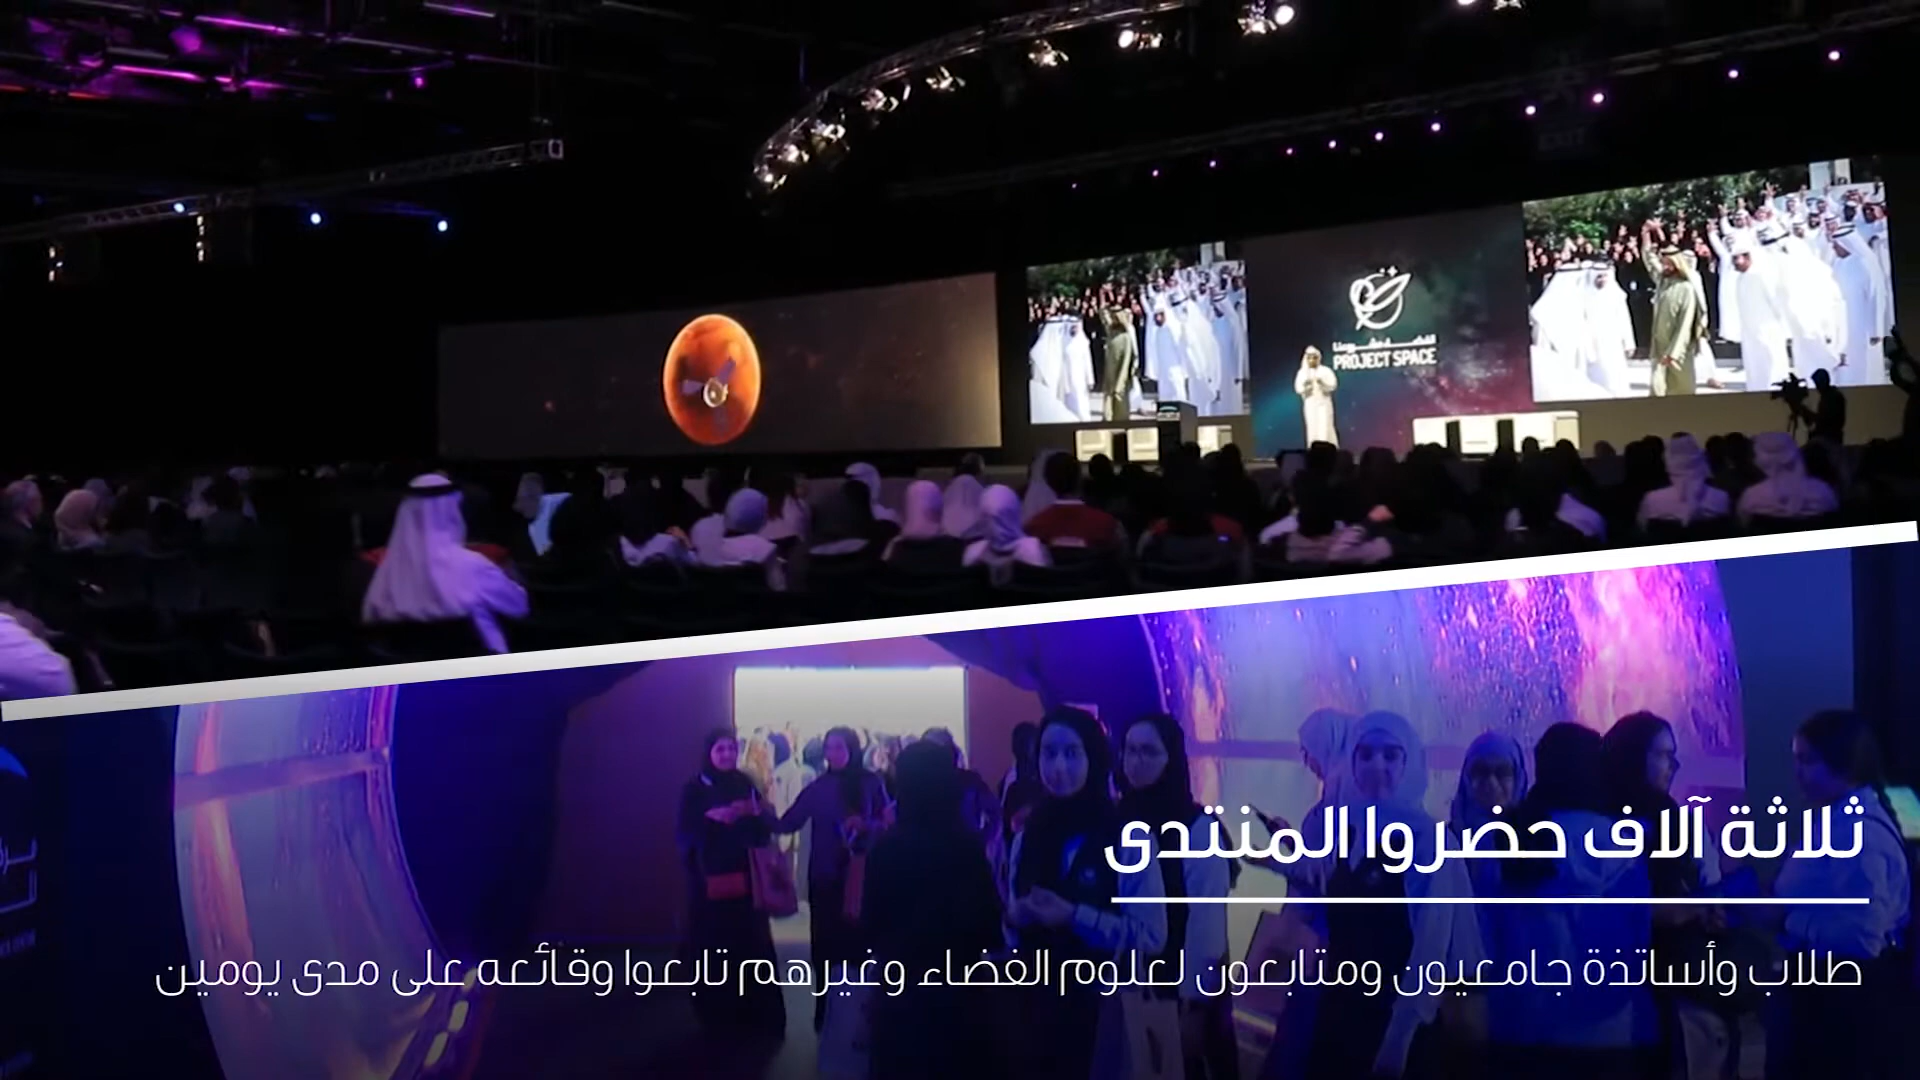 PROJECT SPACE
ثلاثة آلاف حضروا المنتدى
طلاب وأساتذة جامعيون ومتابعون لعلوم الفضاء وغيرهم تابعوا وقائعه على مدى يومين